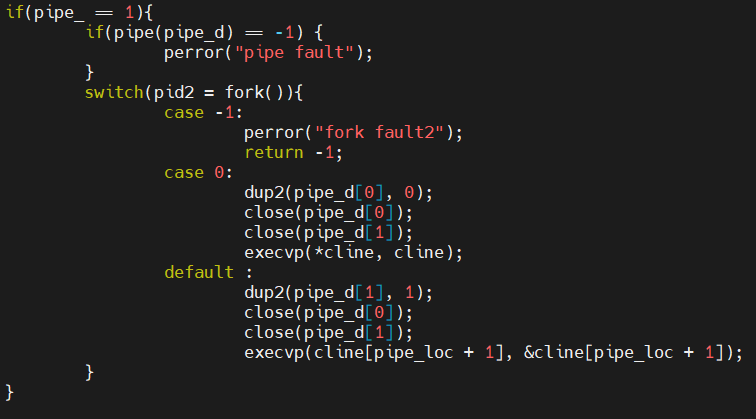 if(pipe_ == 1){
        if(pipe(pipe_d) == -1) {
                perror("pipe fault");
        }
        switch(pid2 = fork()){
                case -1:
                        perror("fork fault2");
                        return -1;
                case 0:
                        dup2(pipe_d[0], 0);
                        close(pipe_d[0]);
                        close(pipe_d[1]);
                        execvp(*cline, cline);
                default :
                        dup2(pipe_d[1], 1);
                        close(pipe_d[0]);
                        close(pipe_d[1]);
                        execvp(cline[pipe_loc + 1], &cline[pipe_loc + 1]);
        }
}